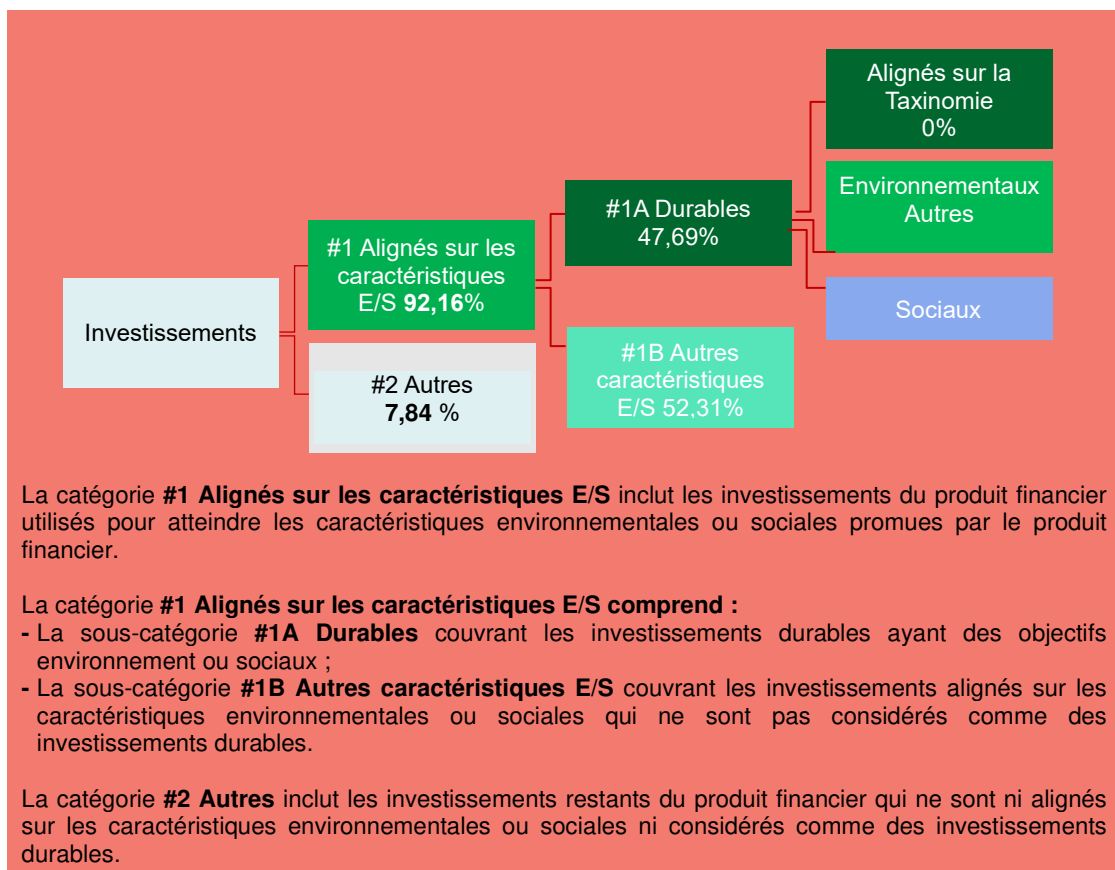 Alignés sur la
Taxinomie
0%
Environnementaux
Autres
#1A Durables
47,69%
#1 Alignés sur les
caractéristiques
E/S 92,16%
Sociaux
Investissements
#1B Autres
caractéristiques
E/S 52,31%
#2 Autres
7,84 %
La catégorie #1 Alignés sur les caractéristiques E/S inclut les investissements du produit financier
utilisés pour atteindre les caractéristiques environnementales ou sociales promues par le produit
financier.
La catégorie #1 Alignés sur les caractéristiques E/S comprend :
- La sous-catégorie #1A Durables couvrant les investissements durables ayant des objectifs
environnement ou sociaux ;
- La sous-catégorie #1B Autres caractéristiques E/S couvrant les investissements alignés sur les
caractéristiques environnementales ou sociales qui ne sont pas considérés comme des
investissements durables.
La catégorie #2 Autres inclut les investissements restants du produit financier qui ne sont ni alignés
sur les caractéristiques environnementales ou sociales ni considérés comme des investissements
durables.